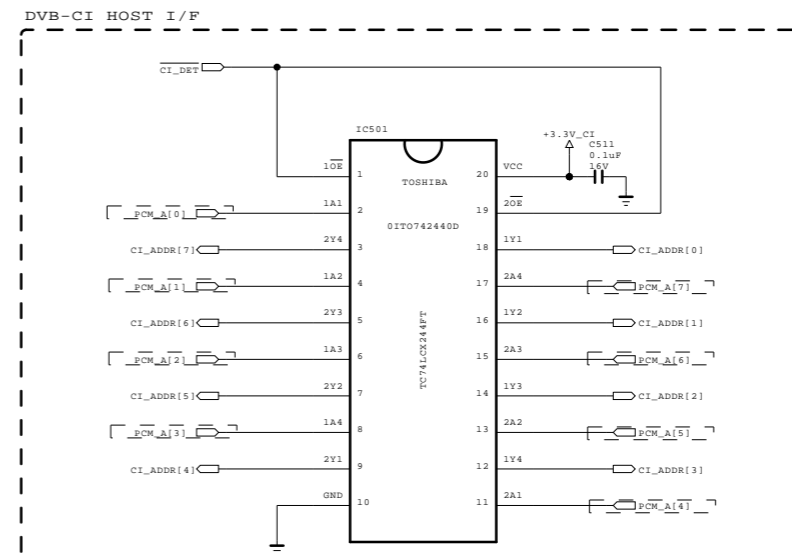 DVB-CI HOST I/F
CI_DET
IC501
+3.3V_CI
C511
0.1uF
16V
TOSHIBA
0ITO742440D
TC74LCX244FT
1OE 1
20 VCC
PCM_A[0] 1A1 2
19 2OE
CI_ADDR[7] 2Y4 3
18 1Y1 CI_ADDR[0]
PCM_A[1] 1A2 4
17 2A4 PCM_A[7]
CI_ADDR[6] 2Y3 5
16 1Y2 CI_ADDR[1]
PCM_A[2] 1A3 6
15 2A3 PCM_A[6]
CI_ADDR[5] 2Y2 7
14 1Y3 CI_ADDR[2]
PCM_A[3] 1A4 8
13 2A2 PCM_A[5]
CI_ADDR[4] 2Y1 9
12 1Y4 CI_ADDR[3]
GND 10
11 2A1 PCM_A[4]